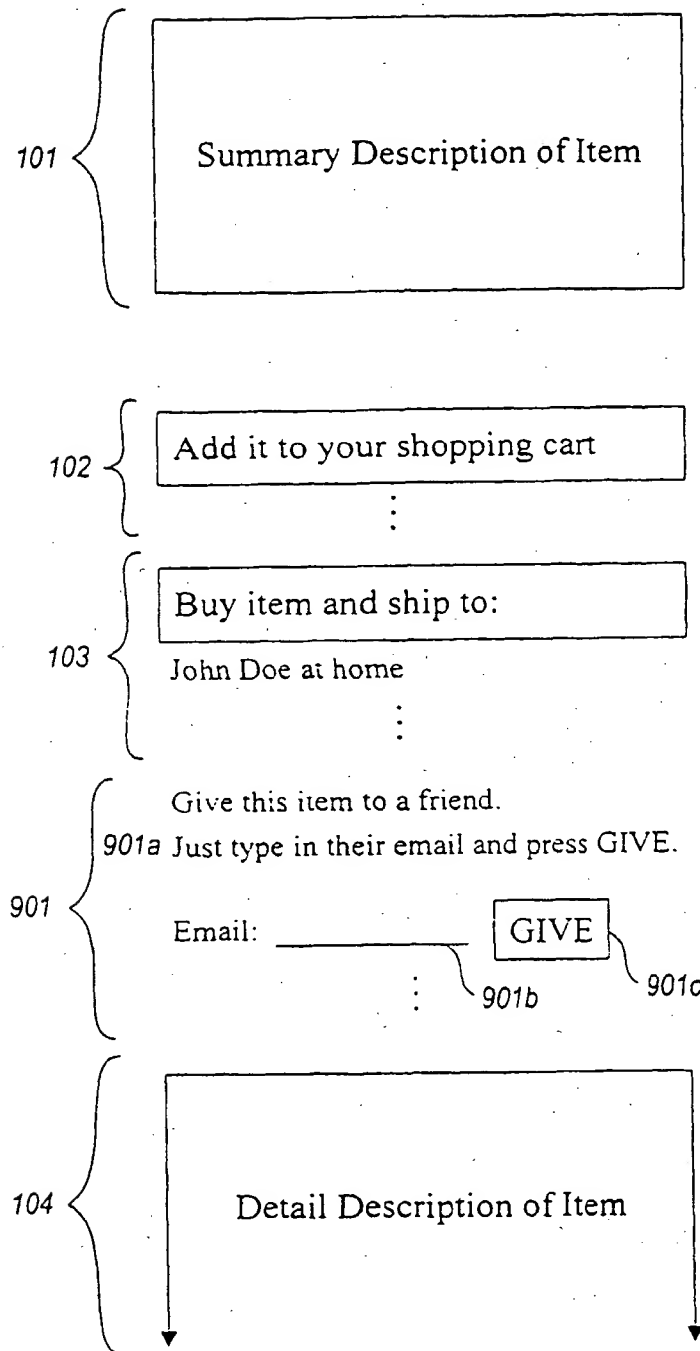 101 Summary Description of Item
102 Add it to your shopping cart
103 Buy item and ship to:
John Doe at home
Give this item to a friend.
901a Just type in their email and press GIVE.
901
Email: GIVE
901b 901c
104 Detail Description of Item